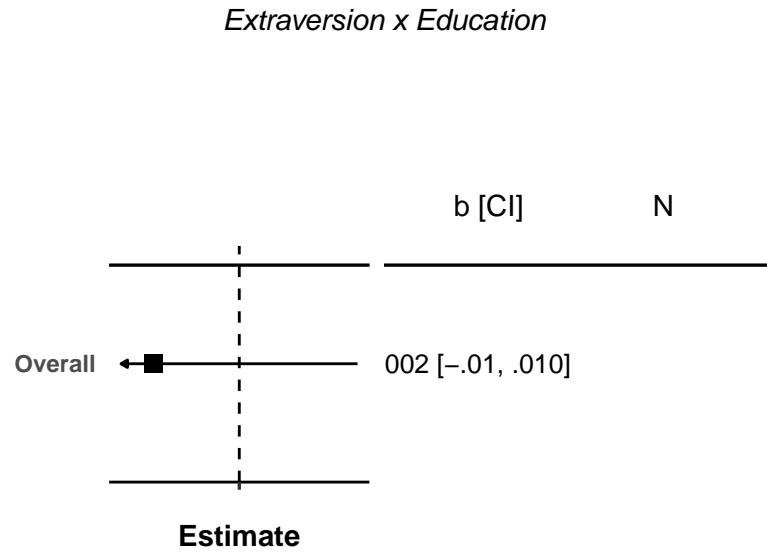 Extraversion x Education
b [CI] N
Overall 002 [−.01, .010]
Estimate